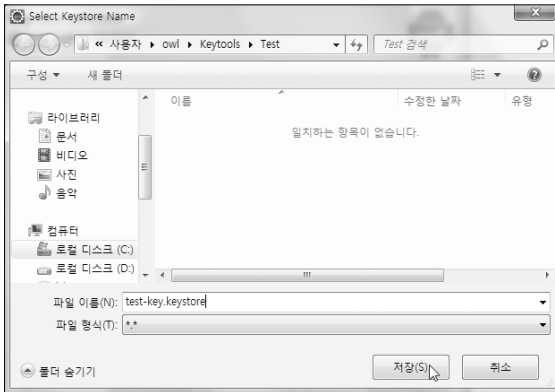 Select Keystore Name
« 사용자 ▸ owl ▸ Keytools ▸ Test
Test 검색
구성 ▼ 새 폴더
이름 수정한 날짜 유형
일치하는 항목이 없습니다.
라이브러리
문서
비디오
사진
음악
컴퓨터
로컬 디스크 (C:)
로컬 디스크 (D:)
파일 이름(N): test-key.keystore
파일 형식(T): *.*
폴더 숨기기
저장(S) 취소